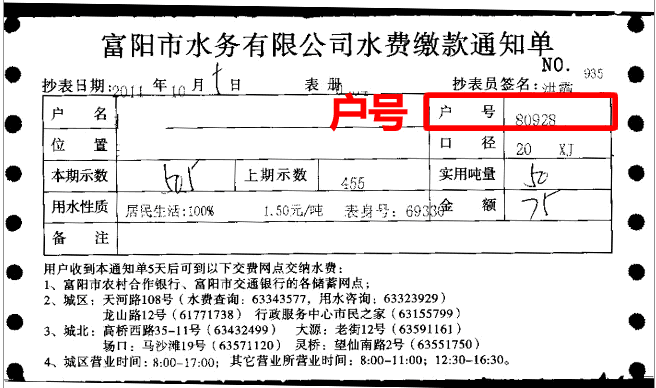 富阳市水务有限公司水费缴款通知单
NO. 935
抄表日期: 2011 年 10 月 日 表 册 抄表员签名:
户号
户 名 户 号 80928
位 置 口 径 20 XJ
本期示数 505 上期示数 455 实用吨量 50
用水性质 居民生活:100% 1.50元/吨 表身号: 69330 金 额 75
备 注
用户收到本通知单5天后可到以下交费网点交纳水费:
1、富阳市农村合作银行、富阳市交通银行的各储蓄网点;
2、城区: 天河路108号 (水费查询: 63343577, 用水咨询: 63323929)
龙山路12号 (61771738) 行政服务中心市民之家 (63155799)
3、城北: 高桥西路35-11号 (63432499) 大源: 老街12号 (63591161)
场口: 马沙滩19号 (63571120) 灵桥: 望仙南路2号 (63551750)
4、城区营业时间: 8:00-17:00; 其它营业所营业时间: 8:00-11:00; 12:30-16:30。